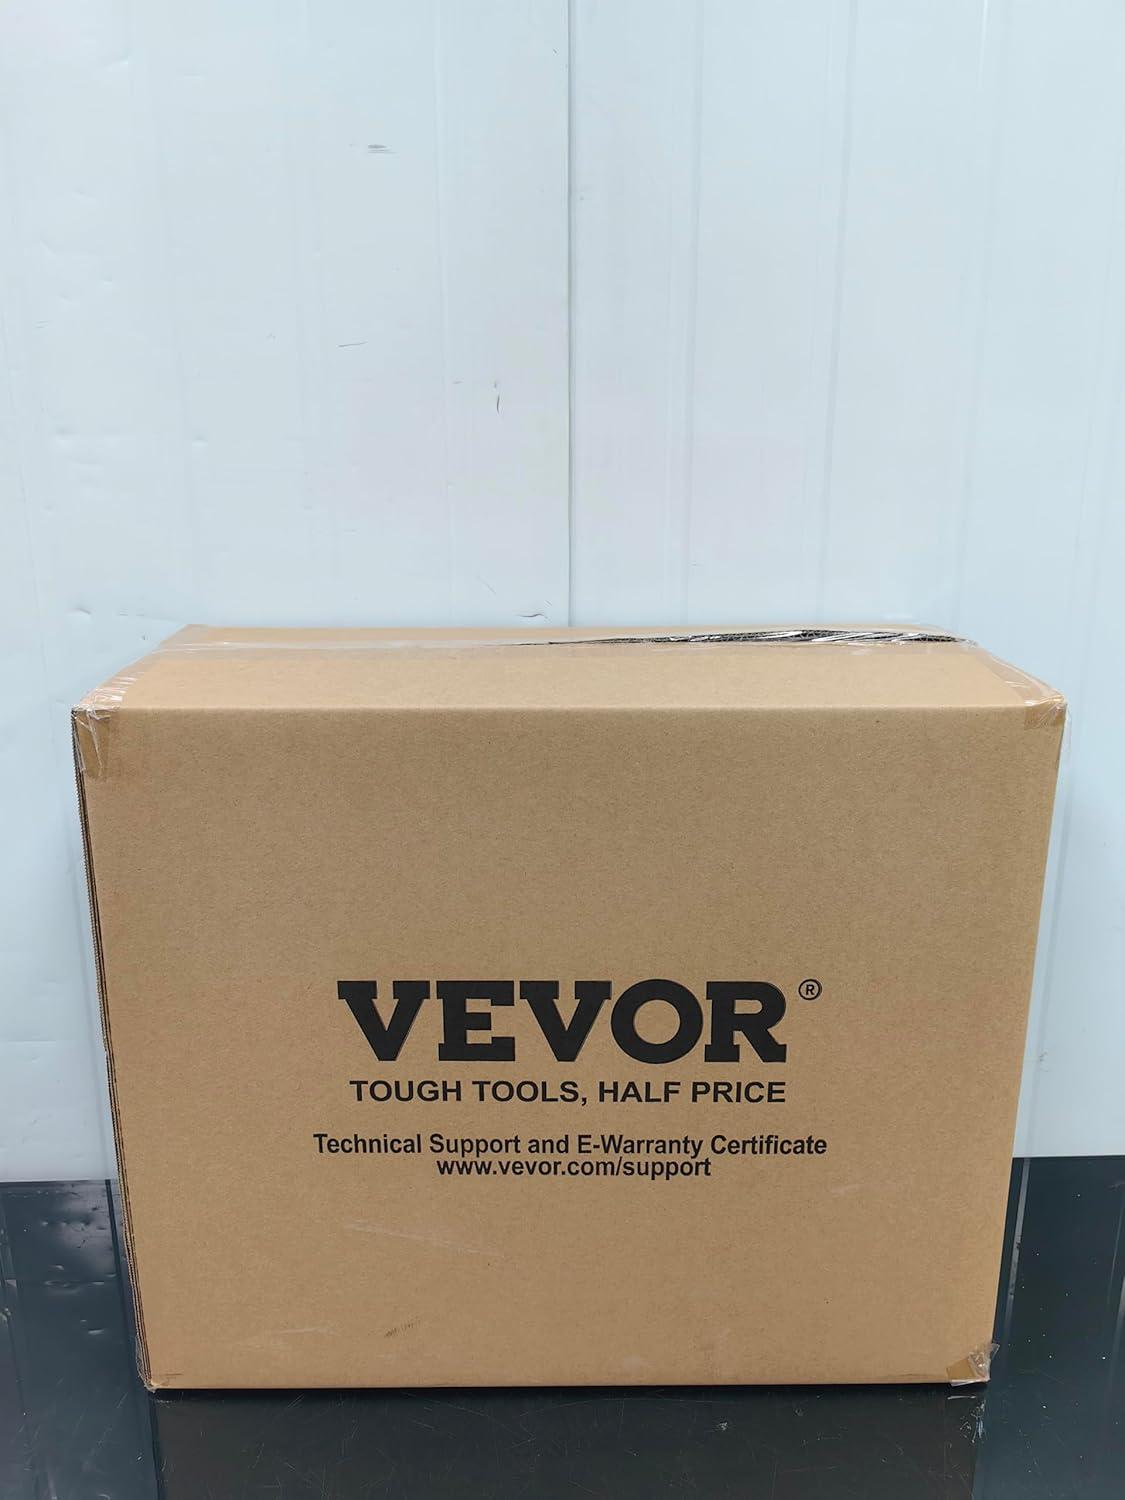 VEVOR®
TOUGH TOOLS, HALF PRICE
Technical Support and E-Warranty Certificate
www.vevor.com/support